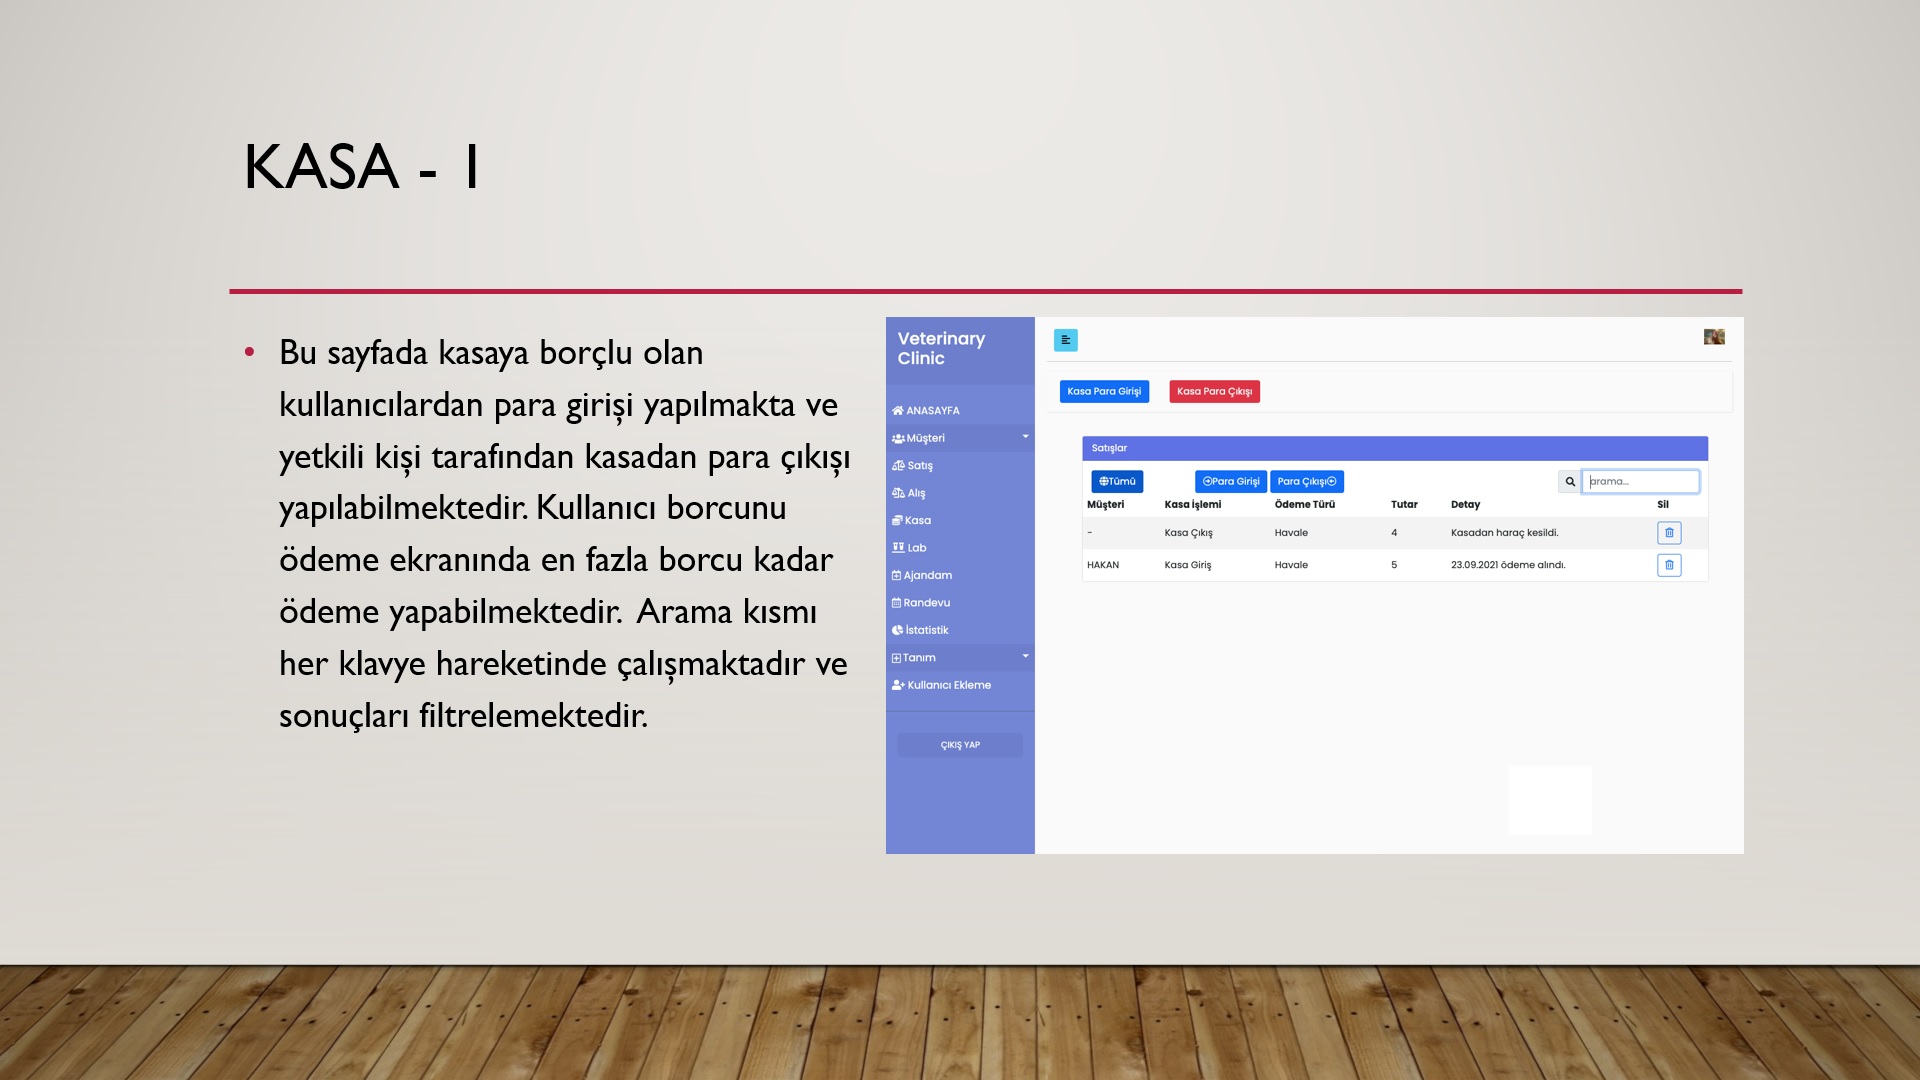 KASA - 1
Bu sayfada kasaya borçlu olan
kullanıcılardan para girişi yapılmakta ve
yetkili kişi tarafından kasadan para çıkışı
yapılabilmektedir. Kullanıcı borcunu
ödeme ekranında en fazla borcu kadar
ödeme yapabilmektedir.  Arama kısmı
her klavye hareketinde çalışmaktadır ve
sonuçları filtrelemektedir.
Veterinary
Clinic
ANASAYFA
Müşteri
Satış
Alış
Kasa
Lab
Ajandam
Randevu
İstatistik
Tanım
Kullanıcı Ekleme
ÇIKIŞ YAP
Kasa Para Girişi Kasa Para Çıkışı
Satışlar
Tümü Para Girişi Para Çıkışı arama...
Müşteri Kasa İşlemi Ödeme Türü Tutar Detay Sil
- Kasa Çıkış Havale 4 Kasadan haraç kesildi.
HAKAN Kasa Giriş Havale 5 23.09.2021 ödeme alındı.